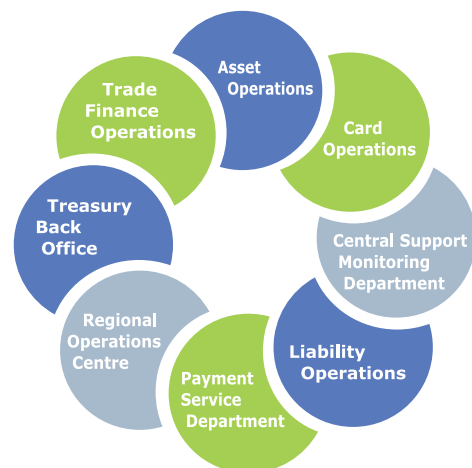 Asset
Operations
Card
Operations
Central Support
Monitoring
Department
Liability
Operations
Payment
Service
Department
Regional
Operations
Centre
Treasury
Back
Office
Trade
Finance
Operations